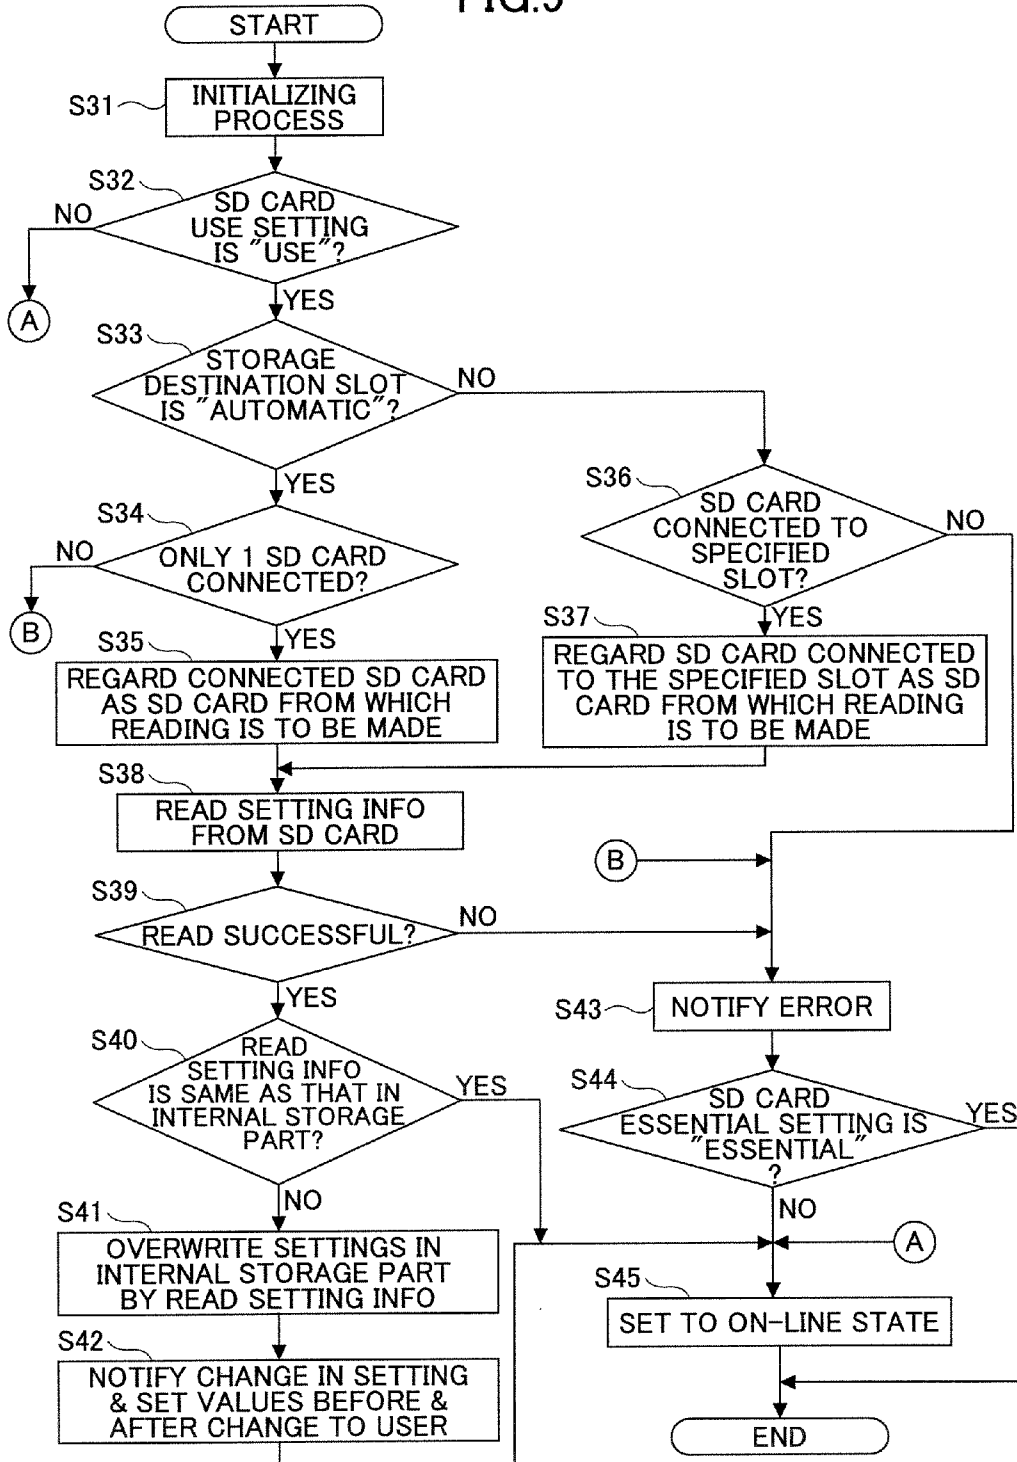 FIG.5
START
S31
INITIALIZING
PROCESS
S32
SD CARD
USE SETTING
IS "USE"?
NO
A
YES
S33
STORAGE
DESTINATION SLOT
IS "AUTOMATIC"?
NO
YES
S34
ONLY 1 SD CARD
CONNECTED?
NO
B
YES
S36
SD CARD
CONNECTED TO
SPECIFIED
SLOT?
NO
YES
S35
REGARD CONNECTED SD CARD
AS SD CARD FROM WHICH
READING IS TO BE MADE
S37
REGARD SD CARD CONNECTED
TO THE SPECIFIED SLOT AS SD
CARD FROM WHICH READING
IS TO BE MADE
S38
READ SETTING INFO
FROM SD CARD
B
S39
READ SUCCESSFUL?
NO
YES
S40
READ
SETTING INFO
IS SAME AS THAT IN
INTERNAL STORAGE
PART?
YES
NO
S43
NOTIFY ERROR
S44
SD CARD
ESSENTIAL SETTING IS
"ESSENTIAL"
?
YES
NO
A
S41
OVERWRITE SETTINGS IN
INTERNAL STORAGE PART
BY READ SETTING INFO
S45
SET TO ON-LINE STATE
S42
NOTIFY CHANGE IN SETTING
& SET VALUES BEFORE &
AFTER CHANGE TO USER
END